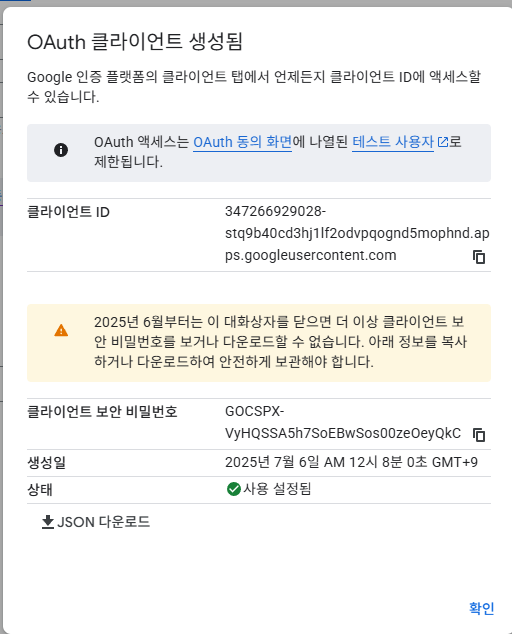 OAuth 클라이언트 생성됨
Google 인증 플랫폼의 클라이언트 탭에서 언제든지 클라이언트 ID에 액세스할
수 있습니다.
OAuth 액세스는 OAuth 동의 화면에 나열된 테스트 사용자로
제한됩니다.
클라이언트 ID
347266929028-
stq9b40cd3hj1lf2odvpqognd5mophnd.ap
ps.googleusercontent.com
2025년 6월부터는 이 대화상자를 닫으면 더 이상 클라이언트 보
안 비밀번호를 보거나 다운로드할 수 없습니다. 아래 정보를 복사
하거나 다운로드하여 안전하게 보관해야 합니다.
클라이언트 보안 비밀번호
GOCSPX-
VyHQSSA5h7SoEBwSos00zeOeyQkC
생성일
2025년 7월 6일 AM 12시 8분 0초 GMT+9
상태
사용 설정됨
JSON 다운로드
확인